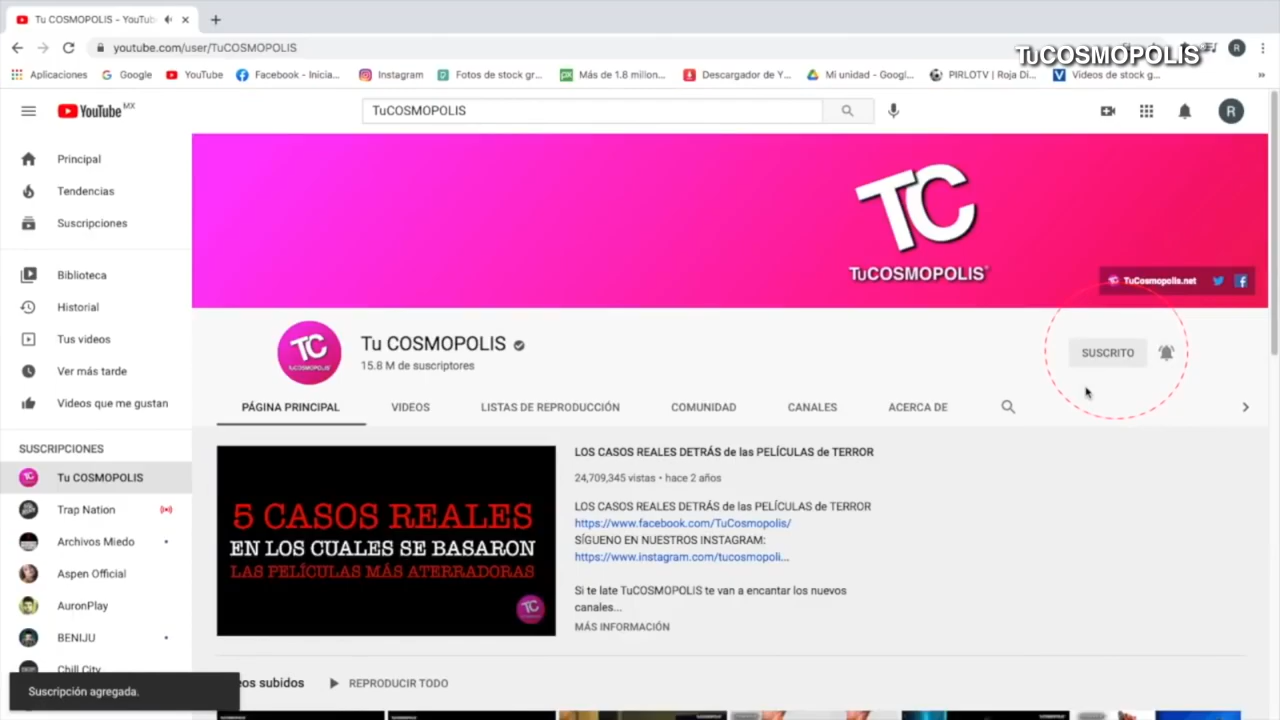 Tu COSMOPOLIS - YouTub
youtube.com/user/TuCOSMOPOLIS
R
TuCOSMOPOLIS
Aplicaciones
Google
YouTube
Facebook - Inicia...
Instagram
Fotos de stock gr...
Más de 1.8 millon...
Descargador de Y...
Mi unidad - Googl...
PIRLOTV | Roja Di...
Videos de stock g...
YouTube MX
TuCOSMOPOLIS
R
Principal
Tendencias
Suscripciones
Biblioteca
Historial
Tus videos
Ver más tarde
Videos que me gustan
SUSCRIPCIONES
Tu COSMOPOLIS
Trap Nation
Archivos Miedo
Aspen Official
AuronPlay
BENIJU
Chill City
Suscripción agregada.
TC
TuCOSMOPOLIS
TuCosmopolis.net
TC
TuCOSMOPOLIS
Tu COSMOPOLIS
15.8 M de suscriptores
SUSCRITO
PÁGINA PRINCIPAL
VIDEOS
LISTAS DE REPRODUCCIÓN
COMUNIDAD
CANALES
ACERCA DE
5 CASOS REALES
EN LOS CUALES SE BASARON
LAS PELÍCULAS MÁS ATERRADORAS
TC
LOS CASOS REALES DETRÁS de las PELÍCULAS de TERROR
24,709,345 vistas • hace 2 años
LOS CASOS REALES DETRÁS de las PELÍCULAS de TERROR
https://www.facebook.com/TuCosmopolis/
SÍGUENO EN NUESTROS INSTAGRAM:
https://www.instagram.com/tucosmopoli...
Si te late TuCOSMOPOLIS te van a encantar los nuevos
canales...
MÁS INFORMACIÓN
eos subidos
REPRODUCIR TODO